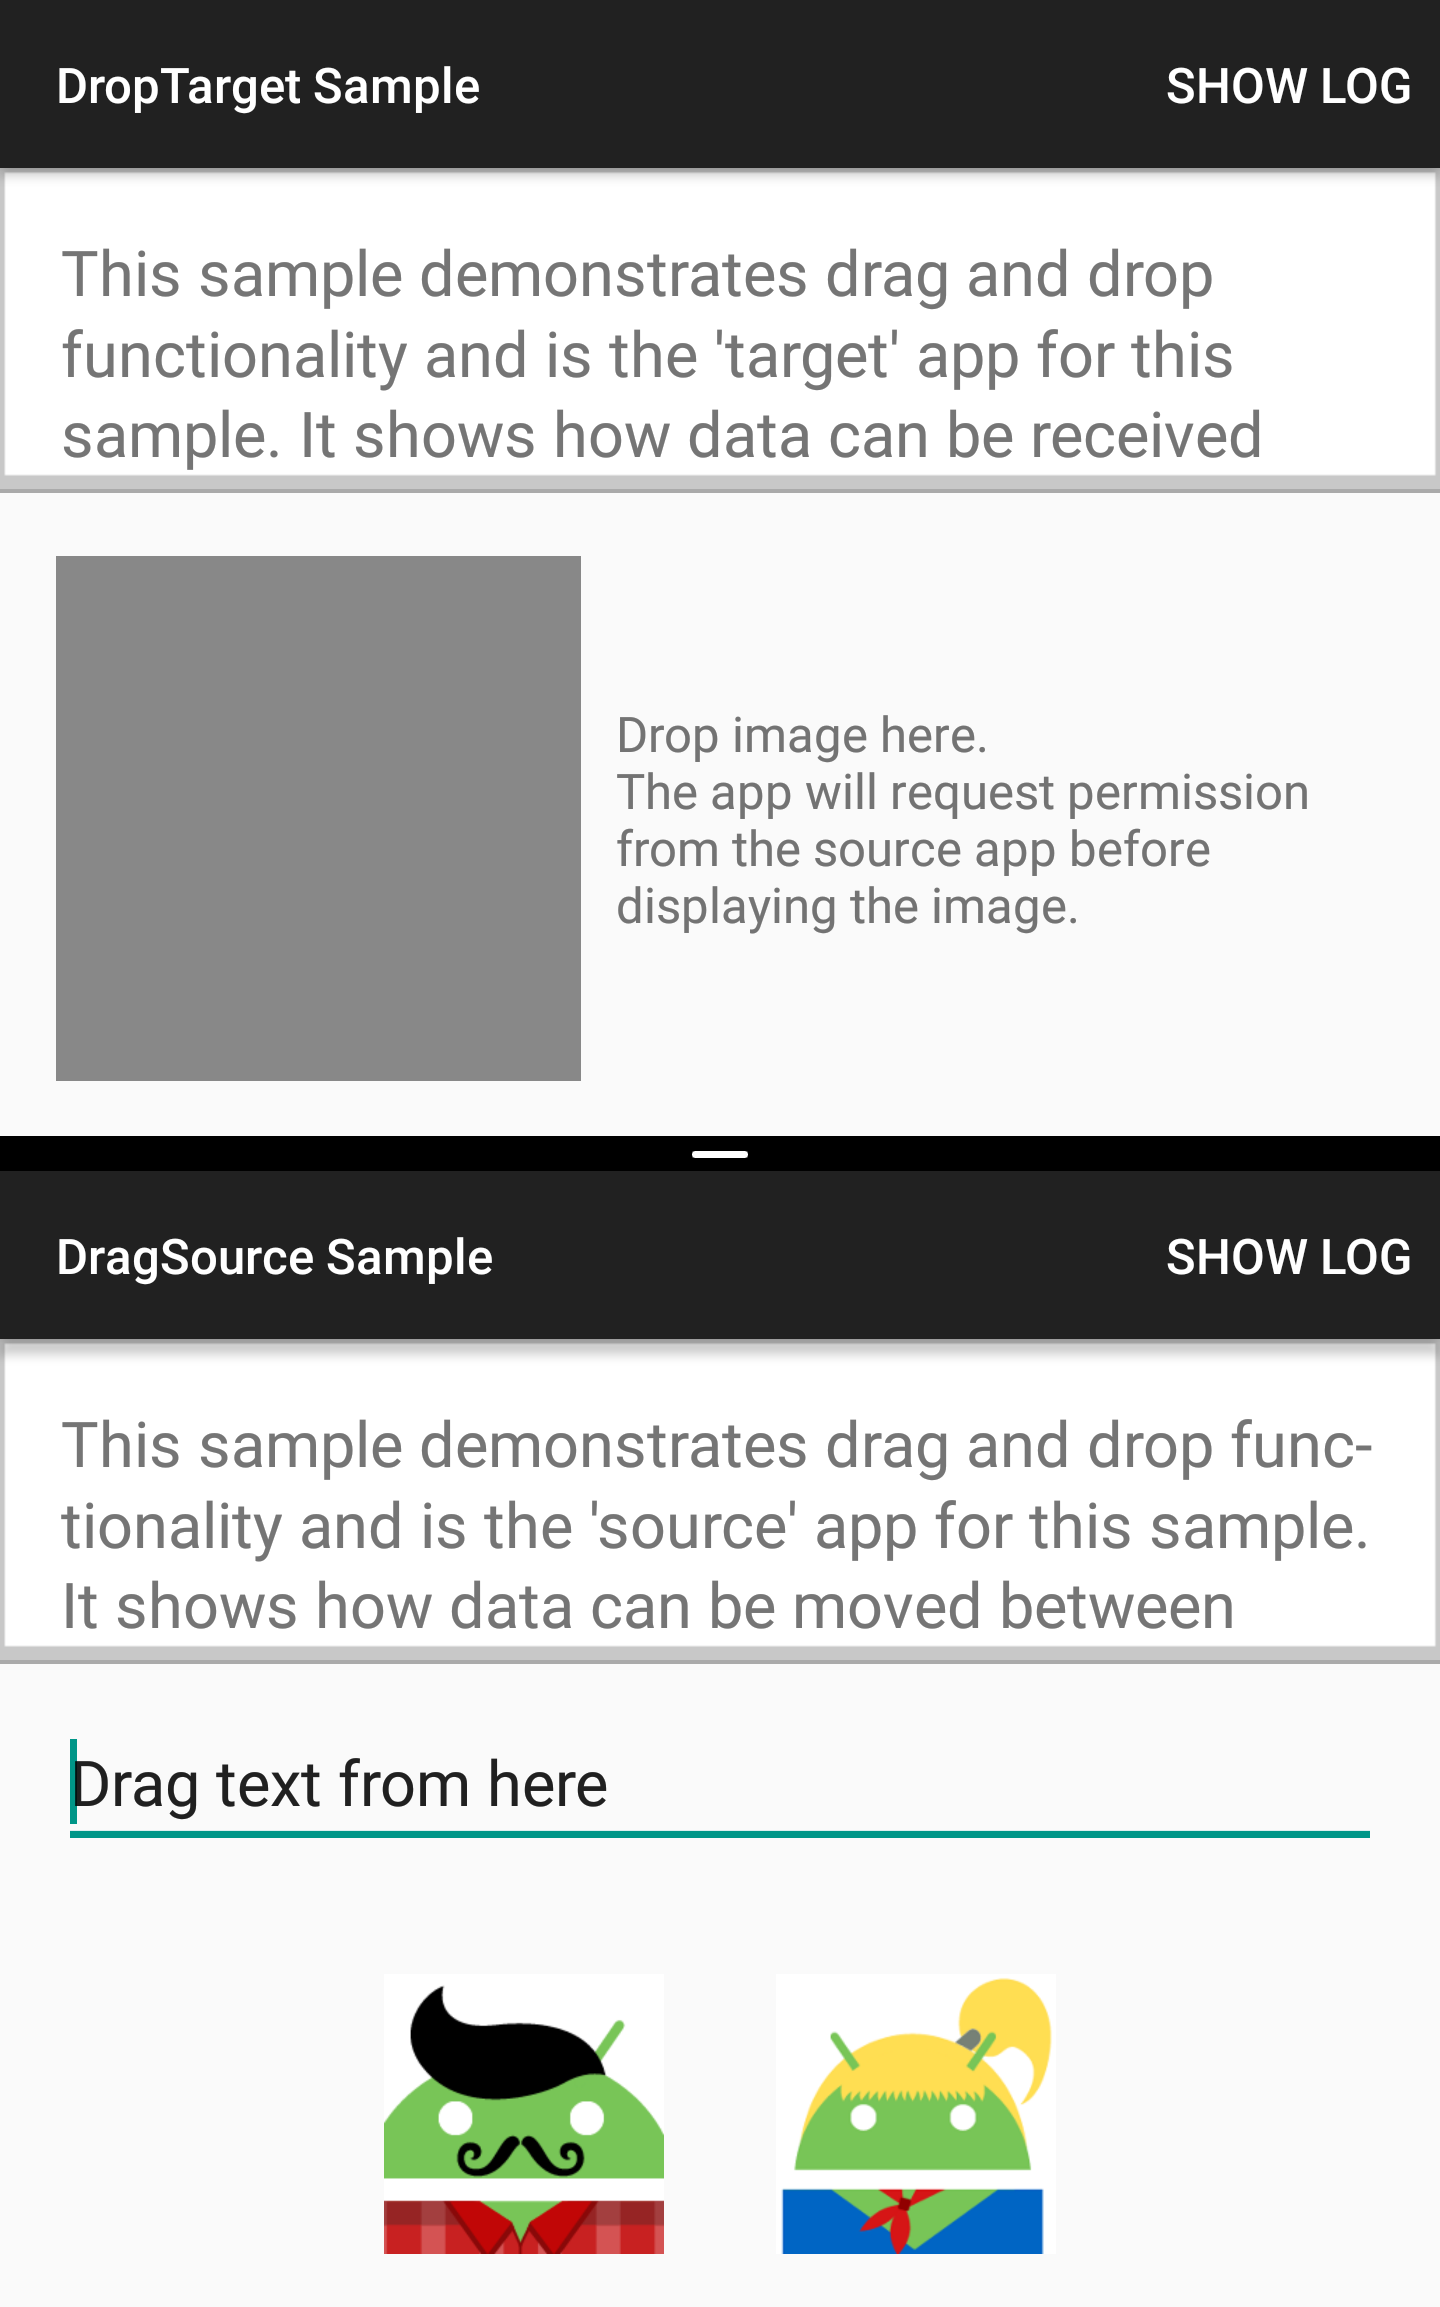 DropTarget Sample
SHOW LOG
This sample demonstrates drag and drop
functionality and is the 'target' app for this
sample. It shows how data can be received
Drop image here.
The app will request permission
from the source app before
displaying the image.
DragSource Sample
SHOW LOG
This sample demonstrates drag and drop func-
tionality and is the 'source' app for this sample.
It shows how data can be moved between
Drag text from here